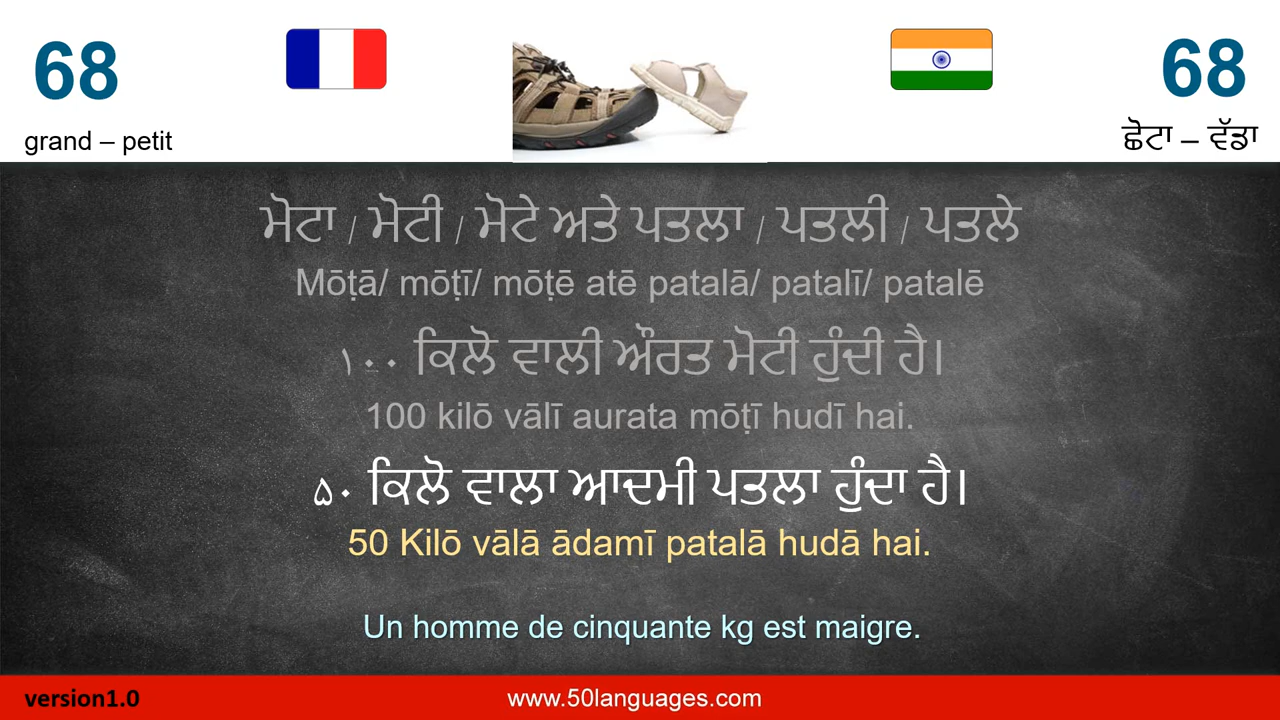 68
68
grand – petit
ਛੋਟਾ – ਵੱਡਾ
ਮੋਟਾ / ਮੋਟੀ / ਮੋਟੇ ਅਤੇ ਪਤਲਾ / ਪਤਲੀ / ਪਤਲੇ
Mōṭā/ mōṭī/ mōṭē atē patalā/ patalī/ patalē
۱۰۰ ਕਿਲੋ ਵਾਲੀ ਔਰਤ ਮੋਟੀ ਹੁੰਦੀ ਹੈ।
100 kilō vālī aurata mōṭī hudī hai.
۵۰ ਕਿਲੋ ਵਾਲਾ ਆਦਮੀ ਪਤਲਾ ਹੁੰਦਾ ਹੈ।
50 Kilō vālā ādamī patalā hudā hai.
Un homme de cinquante kg est maigre.
version1.0
www.50languages.com